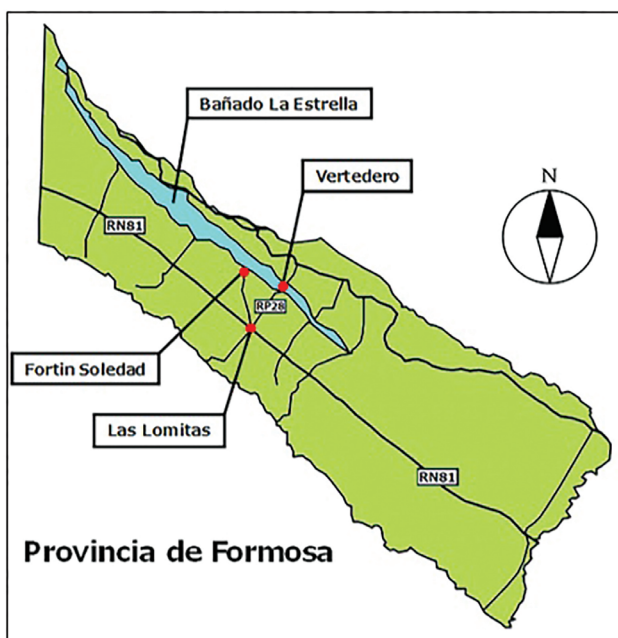 Bañado La Estrella
Vertedero
N
RN81
RP28
Fortin Soledad
Las Lomitas
RN81
Provincia de Formosa